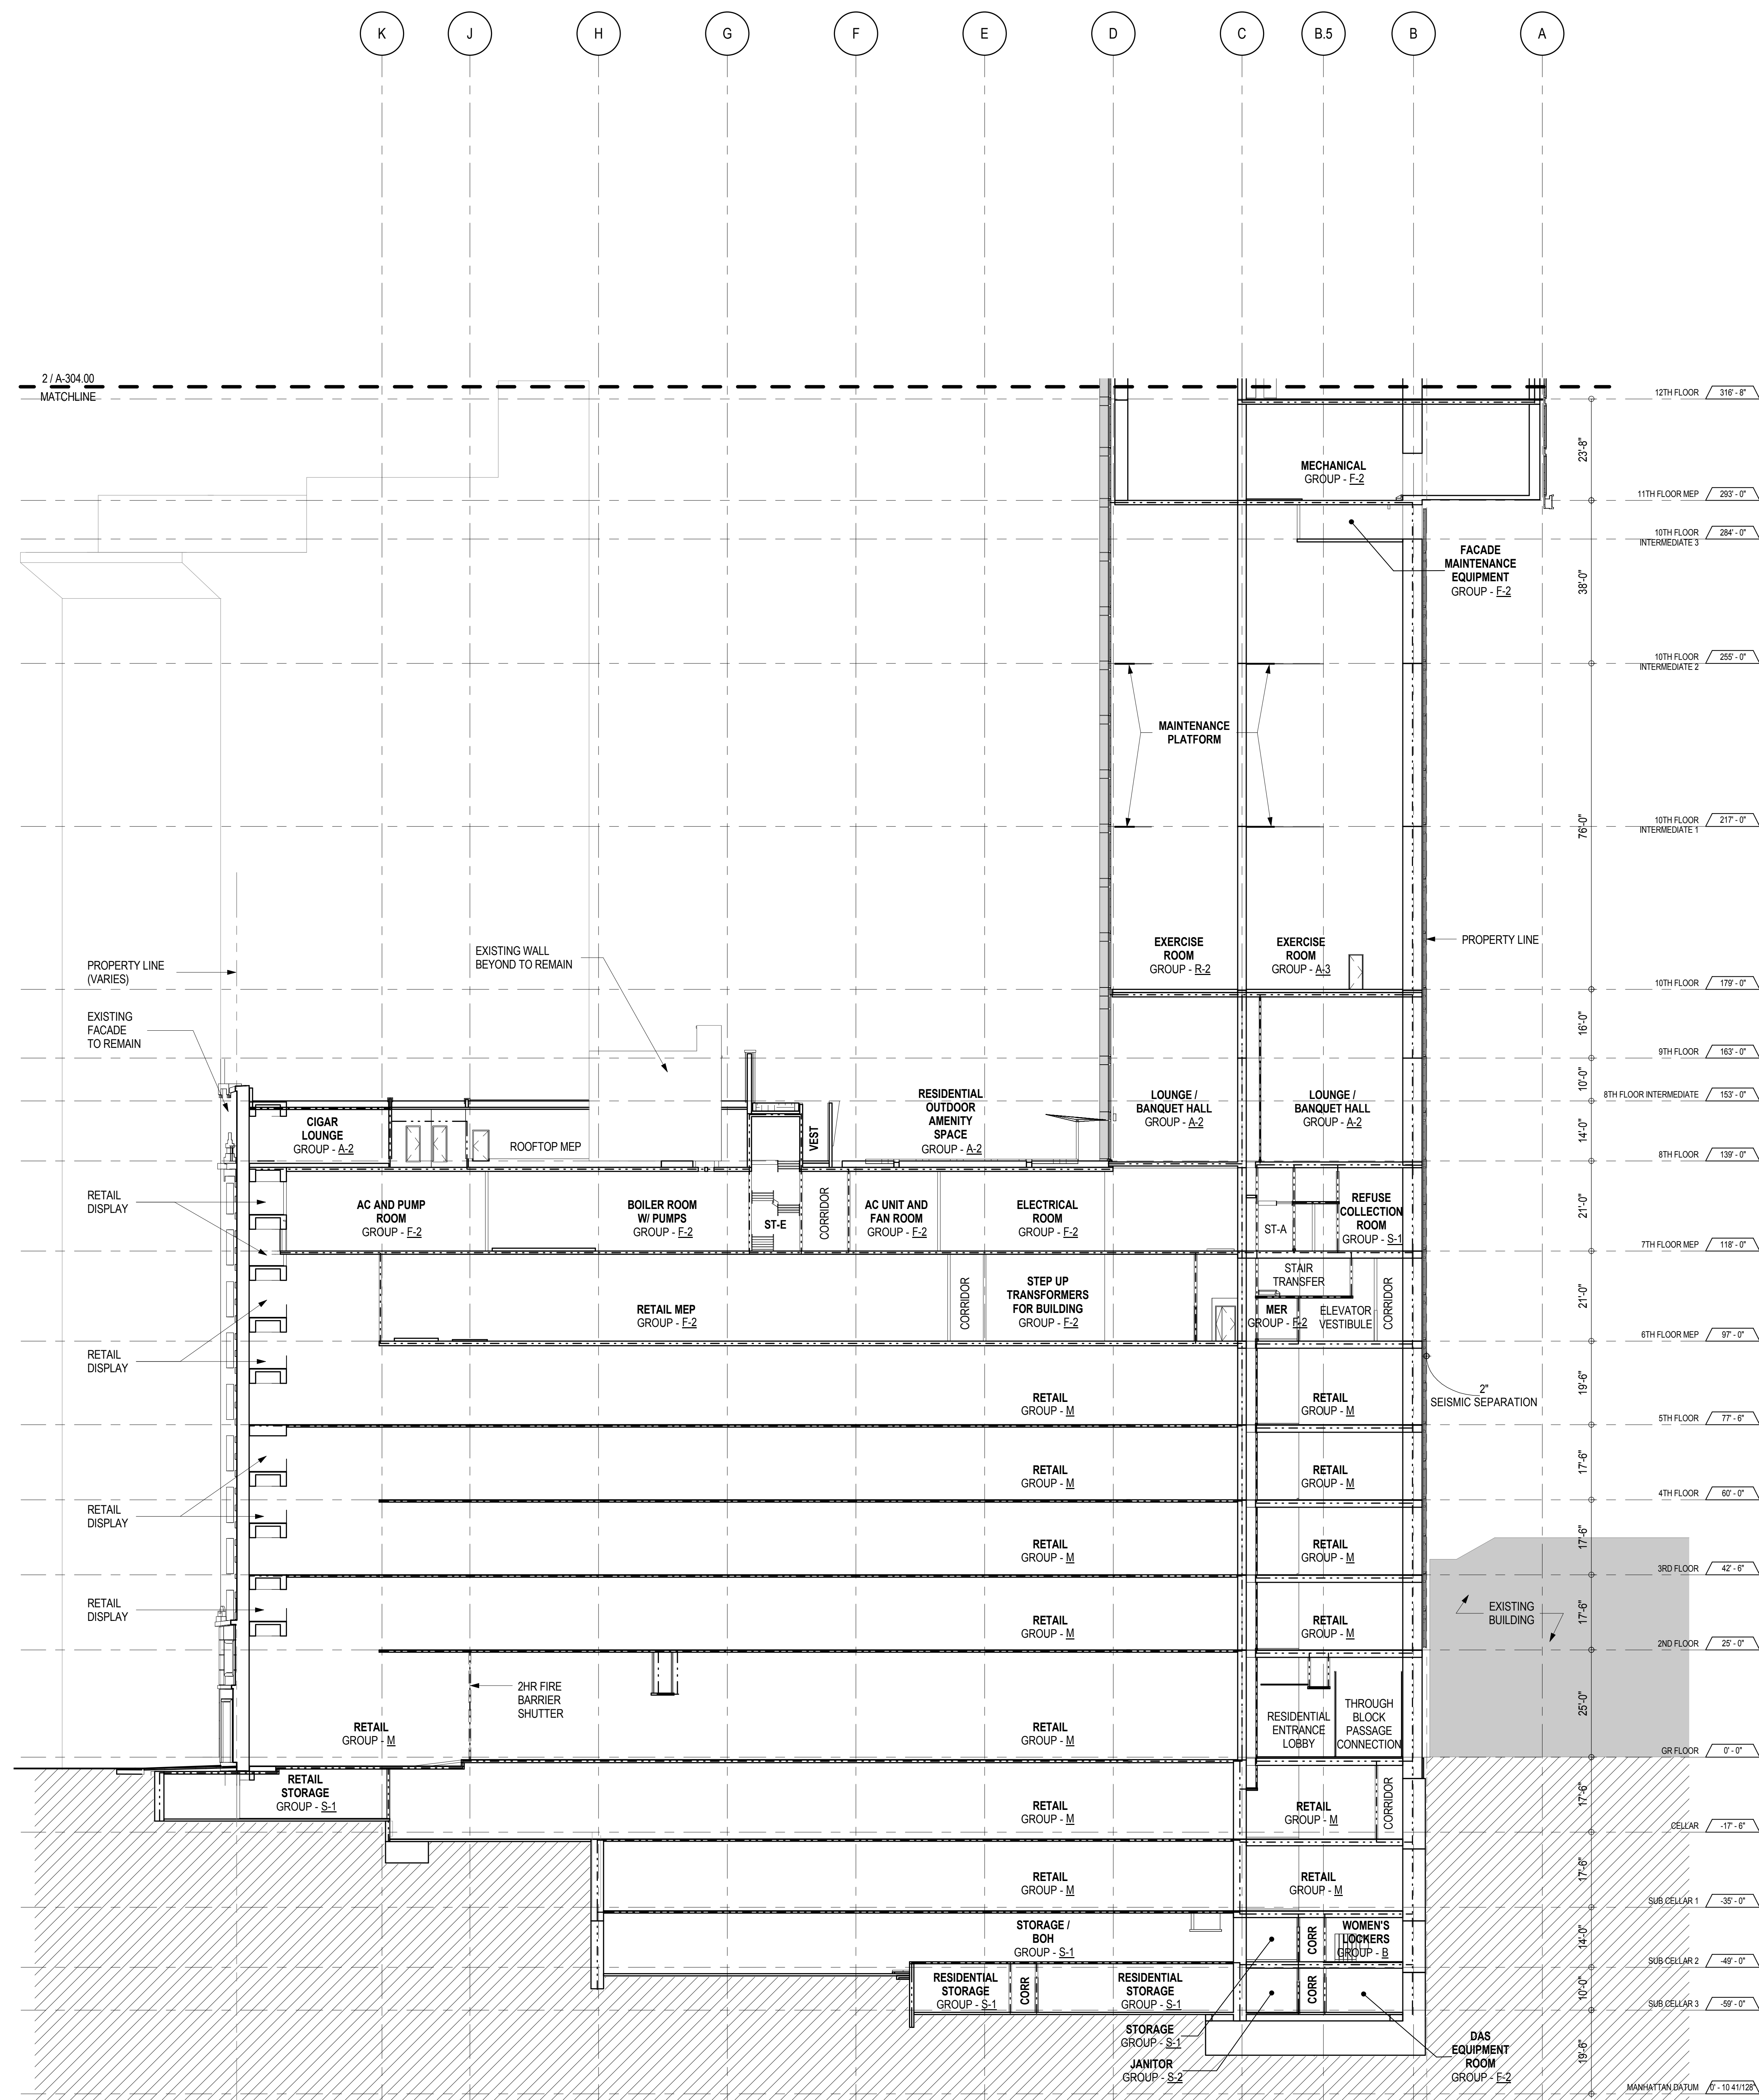 K
J
H
G
F
E
D
C
B.5
B
A
2 / A-304.00
MATCHLINE
12TH FLOOR 316' - 8"
23'-8"
MECHANICAL
GROUP - F-2
11TH FLOOR MEP 293' - 0"
10TH FLOOR
INTERMEDIATE 3
284' - 0"
FACADE
MAINTENANCE
EQUIPMENT
GROUP - F-2
38'-0"
10TH FLOOR
INTERMEDIATE 2
255' - 0"
MAINTENANCE
PLATFORM
10TH FLOOR
INTERMEDIATE 1
217' - 0"
76'-0"
EXISTING WALL
BEYOND TO REMAIN
EXERCISE
ROOM
GROUP - R-2
EXERCISE
ROOM
GROUP - A-3
PROPERTY LINE
PROPERTY LINE
(VARIES)
10TH FLOOR 179' - 0"
EXISTING
FACADE
TO REMAIN
16'-0"
9TH FLOOR 163' - 0"
10'-0"
8TH FLOOR INTERMEDIATE 153' - 0"
RESIDENTIAL
OUTDOOR
AMENITY
SPACE
GROUP - A-2
LOUNGE /
BANQUET HALL
GROUP - A-2
LOUNGE /
BANQUET HALL
GROUP - A-2
CIGAR
LOUNGE
GROUP - A-2
ROOFTOP MEP
VEST
14'-0"
8TH FLOOR 139' - 0"
RETAIL
DISPLAY
AC AND PUMP
ROOM
GROUP - F-2
BOILER ROOM
W/ PUMPS
GROUP - F-2
ST-E
CORRIDOR
AC UNIT AND
FAN ROOM
GROUP - F-2
ELECTRICAL
ROOM
GROUP - F-2
ST-A
REFUSE
COLLECTION
ROOM
GROUP - S-1
21'-0"
7TH FLOOR MEP 118' - 0"
RETAIL MEP
GROUP - F-2
CORRIDOR
STEP UP
TRANSFORMERS
FOR BUILDING
GROUP - F-2
STAIR
TRANSFER
MER
GROUP - F-2
ELEVATOR
VESTIBULE
CORRIDOR
21'-0"
6TH FLOOR MEP 97' - 0"
RETAIL
DISPLAY
RETAIL
GROUP - M
RETAIL
GROUP - M
2"
SEISMIC SEPARATION
19'-6"
5TH FLOOR 77' - 6"
RETAIL
GROUP - M
RETAIL
GROUP - M
17'-6"
4TH FLOOR 60' - 0"
RETAIL
DISPLAY
RETAIL
GROUP - M
RETAIL
GROUP - M
17'-6"
3RD FLOOR 42' - 6"
RETAIL
DISPLAY
RETAIL
GROUP - M
RETAIL
GROUP - M
EXISTING
BUILDING
17'-6"
2ND FLOOR 25' - 0"
2HR FIRE
BARRIER
SHUTTER
RETAIL
GROUP - M
RETAIL
GROUP - M
RESIDENTIAL
ENTRANCE
LOBBY
THROUGH
BLOCK
PASSAGE
CONNECTION
25'-0"
GR FLOOR 0' - 0"
RETAIL
STORAGE
GROUP - S-1
RETAIL
GROUP - M
RETAIL
GROUP - M
CORRIDOR
17'-6"
CELLAR -17' - 6"
RETAIL
GROUP - M
RETAIL
GROUP - M
17'-6"
SUB CELLAR 1 -35' - 0"
STORAGE /
BOH
GROUP - S-1
CORR
WOMEN'S
LOCKERS
GROUP - B
14'-0"
SUB CELLAR 2 -49' - 0"
RESIDENTIAL
STORAGE
GROUP - S-1
CORR
RESIDENTIAL
STORAGE
GROUP - S-1
CORR
10'-0"
SUB CELLAR 3 -59' - 0"
STORAGE
GROUP - S-1
JANITOR
GROUP - S-2
DAS
EQUIPMENT
ROOM
GROUP - F-2
19'-6"
MANHATTAN DATUM 0' - 10 41/128"